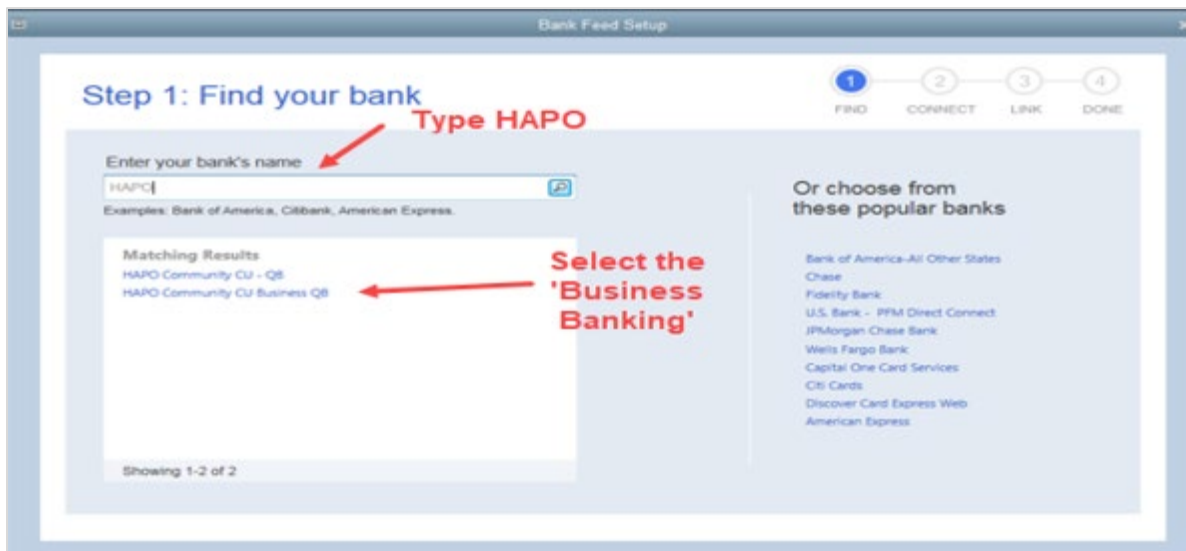 Bank Feed Setup
Step 1: Find your bank
1
2
3
4
FIND
CONNECT
LINK
DONE
Type HAPO
Enter your bank's name
HAPO
Examples: Bank of America, Citibank, American Express.
Matching Results
HAPO Community CU - QB
HAPO Community CU Business QB
Showing 1-2 of 2
Select the
'Business
Banking'
Or choose from
these popular banks
Bank of America-All Other States
Chase
Fidelity Bank
U.S. Bank - PFM Direct Connect
JPMorgan Chase Bank
Wells Fargo Bank
Capital One Card Services
Citi Cards
Discover Card Express Web
American Express